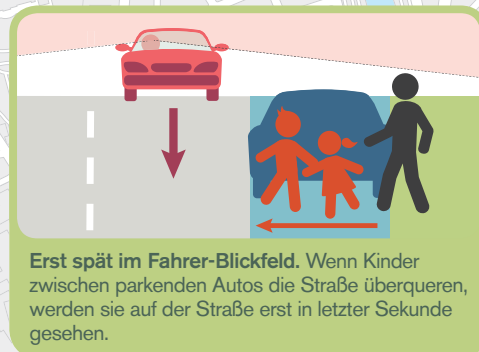 Erst spät im Fahrer-Blickfeld. Wenn Kinder
zwischen parkenden Autos die Straße überqueren,
werden sie auf der Straße erst in letzter Sekunde
gesehen.